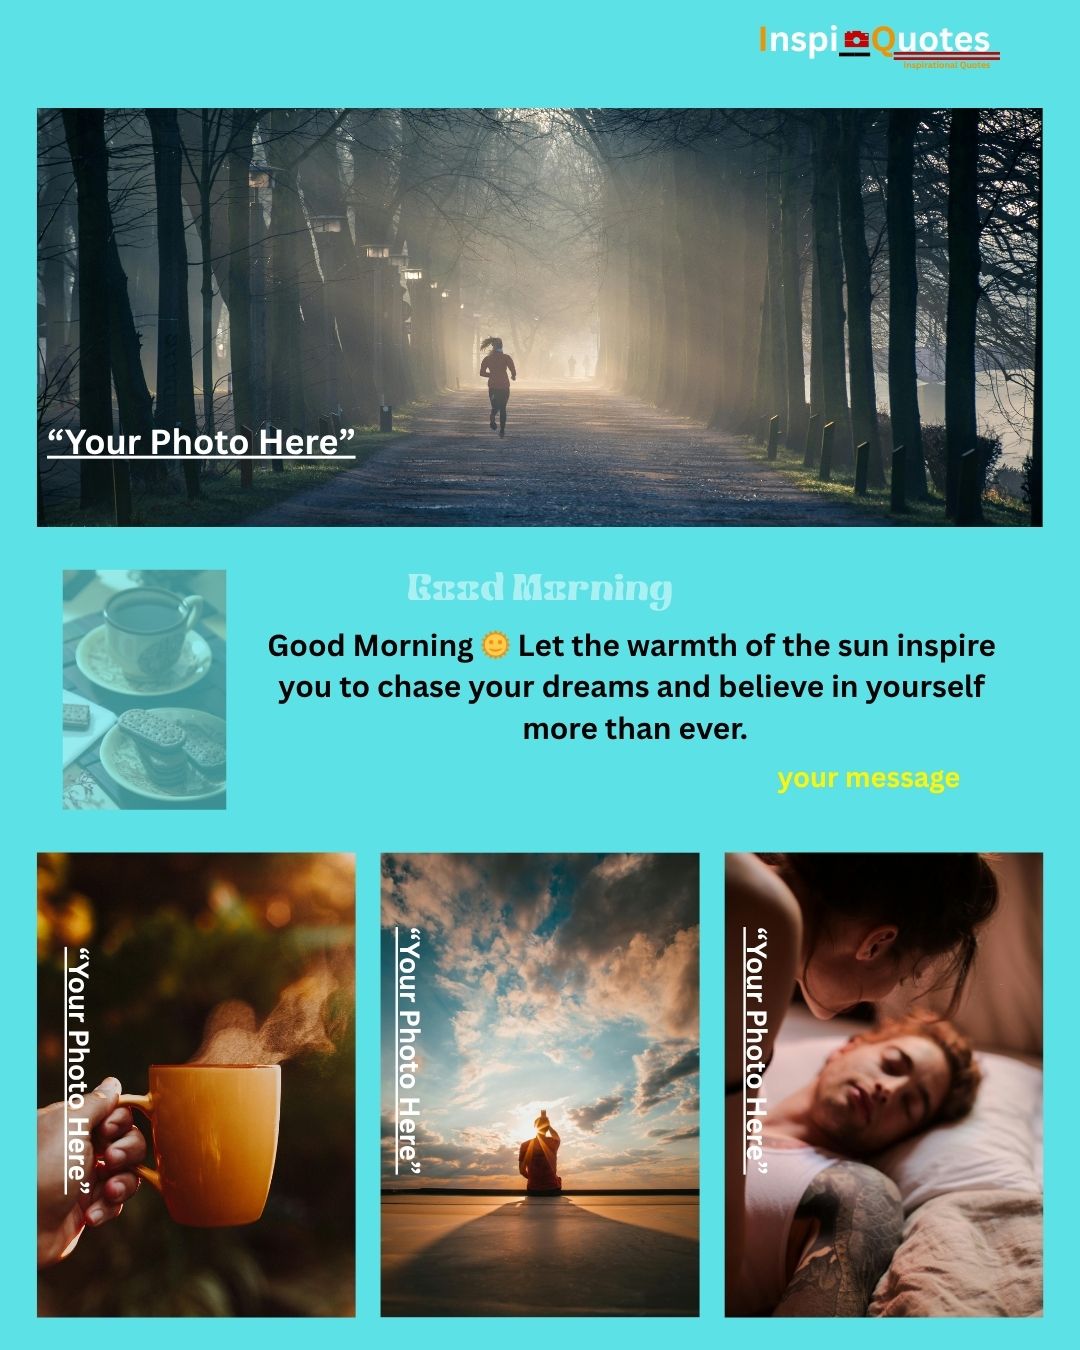 Inspi Quotes
Inspirational Quotes
“Your Photo Here”
Good Morning
Good Morning 🌞 Let the warmth of the sun inspire
you to chase your dreams and believe in yourself
more than ever.
your message
“Your Photo Here”
“Your Photo Here”
“Your Photo Here”